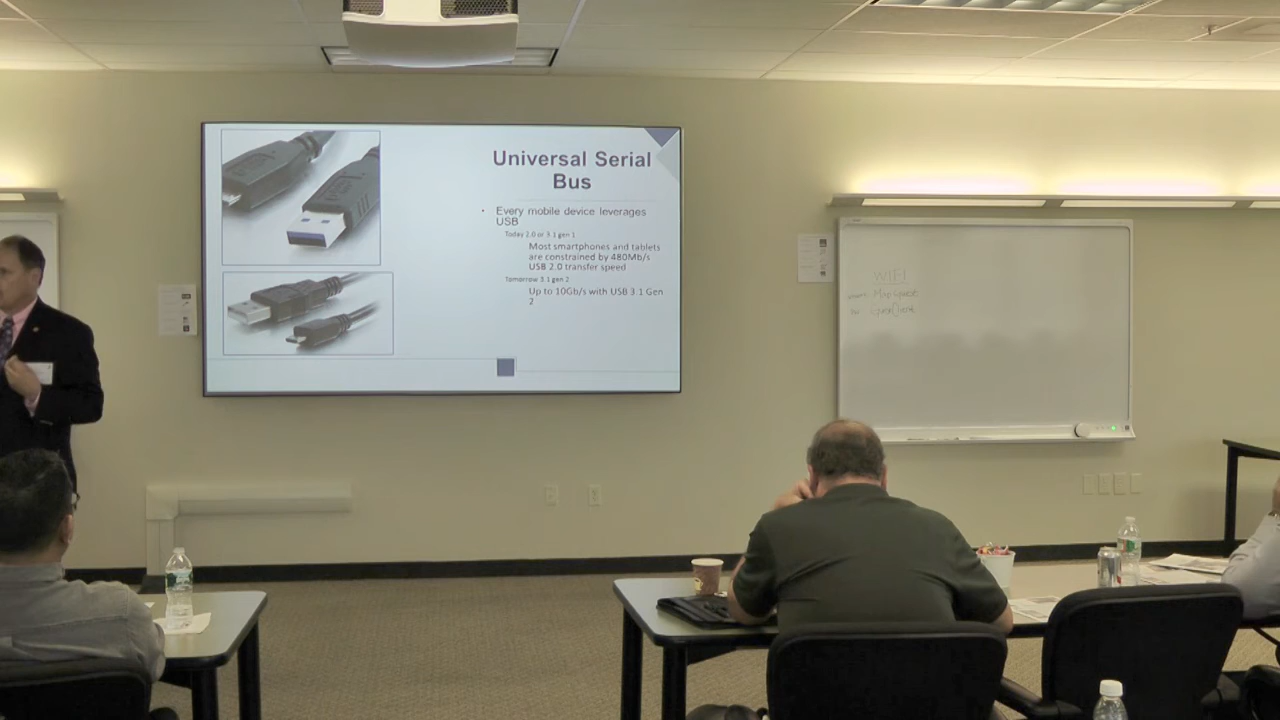 Universal Serial
Bus
• Every mobile device leverages
USB
Today 2.0 or 3.1 gen 1
Most smartphones and tablets
are constrained by 480Mb/s
USB 2.0 transfer speed
Tomorrow 3.1 gen 2
Up to 10Gb/s with USB 3.1 Gen
2
WIFI